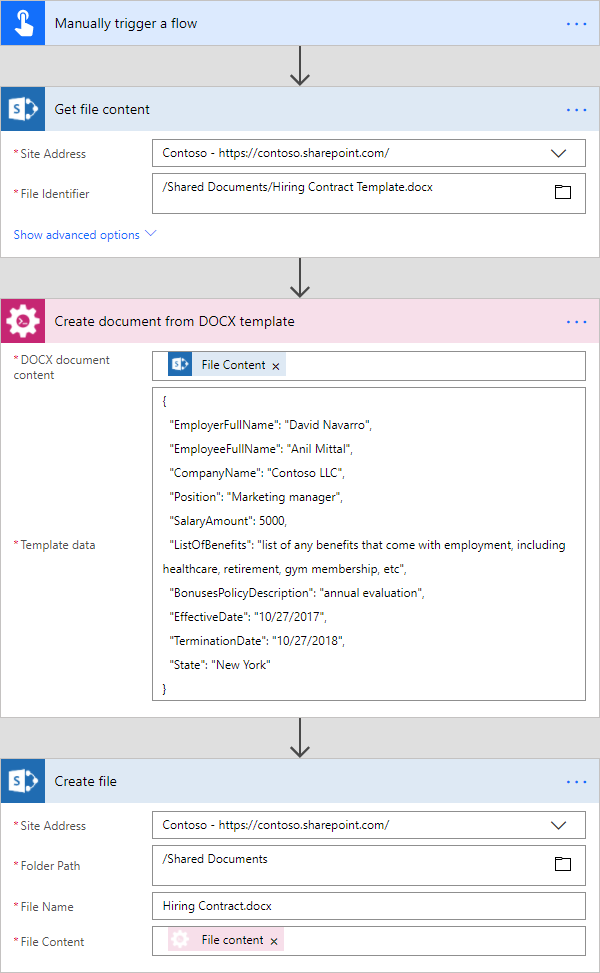 Manually trigger a flow
...
Get file content
...
*Site Address
Contoso - https://contoso.sharepoint.com/
*File Identifier
/Shared Documents/Hiring Contract Template.docx
Show advanced options
Create document from DOCX template
...
*DOCX document
content
S
File Content x
*Template data
{
"EmployerFullName": "David Navarro",
"EmployeeFullName": "Anil Mittal",
"CompanyName": "Contoso LLC",
"Position": "Marketing manager",
"SalaryAmount": 5000,
"ListOfBenefits": "list of any benefits that come with employment, including
healthcare, retirement, gym membership, etc",
"BonusesPolicyDescription": "annual evaluation",
"EffectiveDate": "10/27/2017",
"TerminationDate": "10/27/2018",
"State": "New York"
}
S
Create file
...
*Site Address
Contoso - https://contoso.sharepoint.com/
*Folder Path
/Shared Documents
*File Name
Hiring Contract.docx
*File Content
File content x